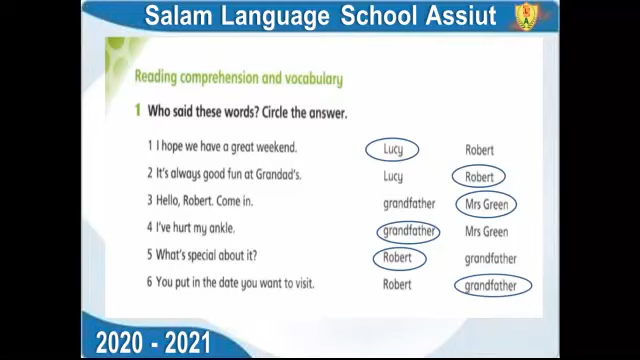 Salam Language School Assiut
Reading comprehension and vocabulary
1 Who said these words? Circle the answer.
1 I hope we have a great weekend. Lucy Robert
2 It's always good fun at Grandad's. Lucy Robert
3 Hello, Robert. Come in. grandfather Mrs Green
4 I've hurt my ankle. grandfather Mrs Green
5 What's special about it? Robert grandfather
6 You put in the date you want to visit. Robert grandfather
2020 - 2021